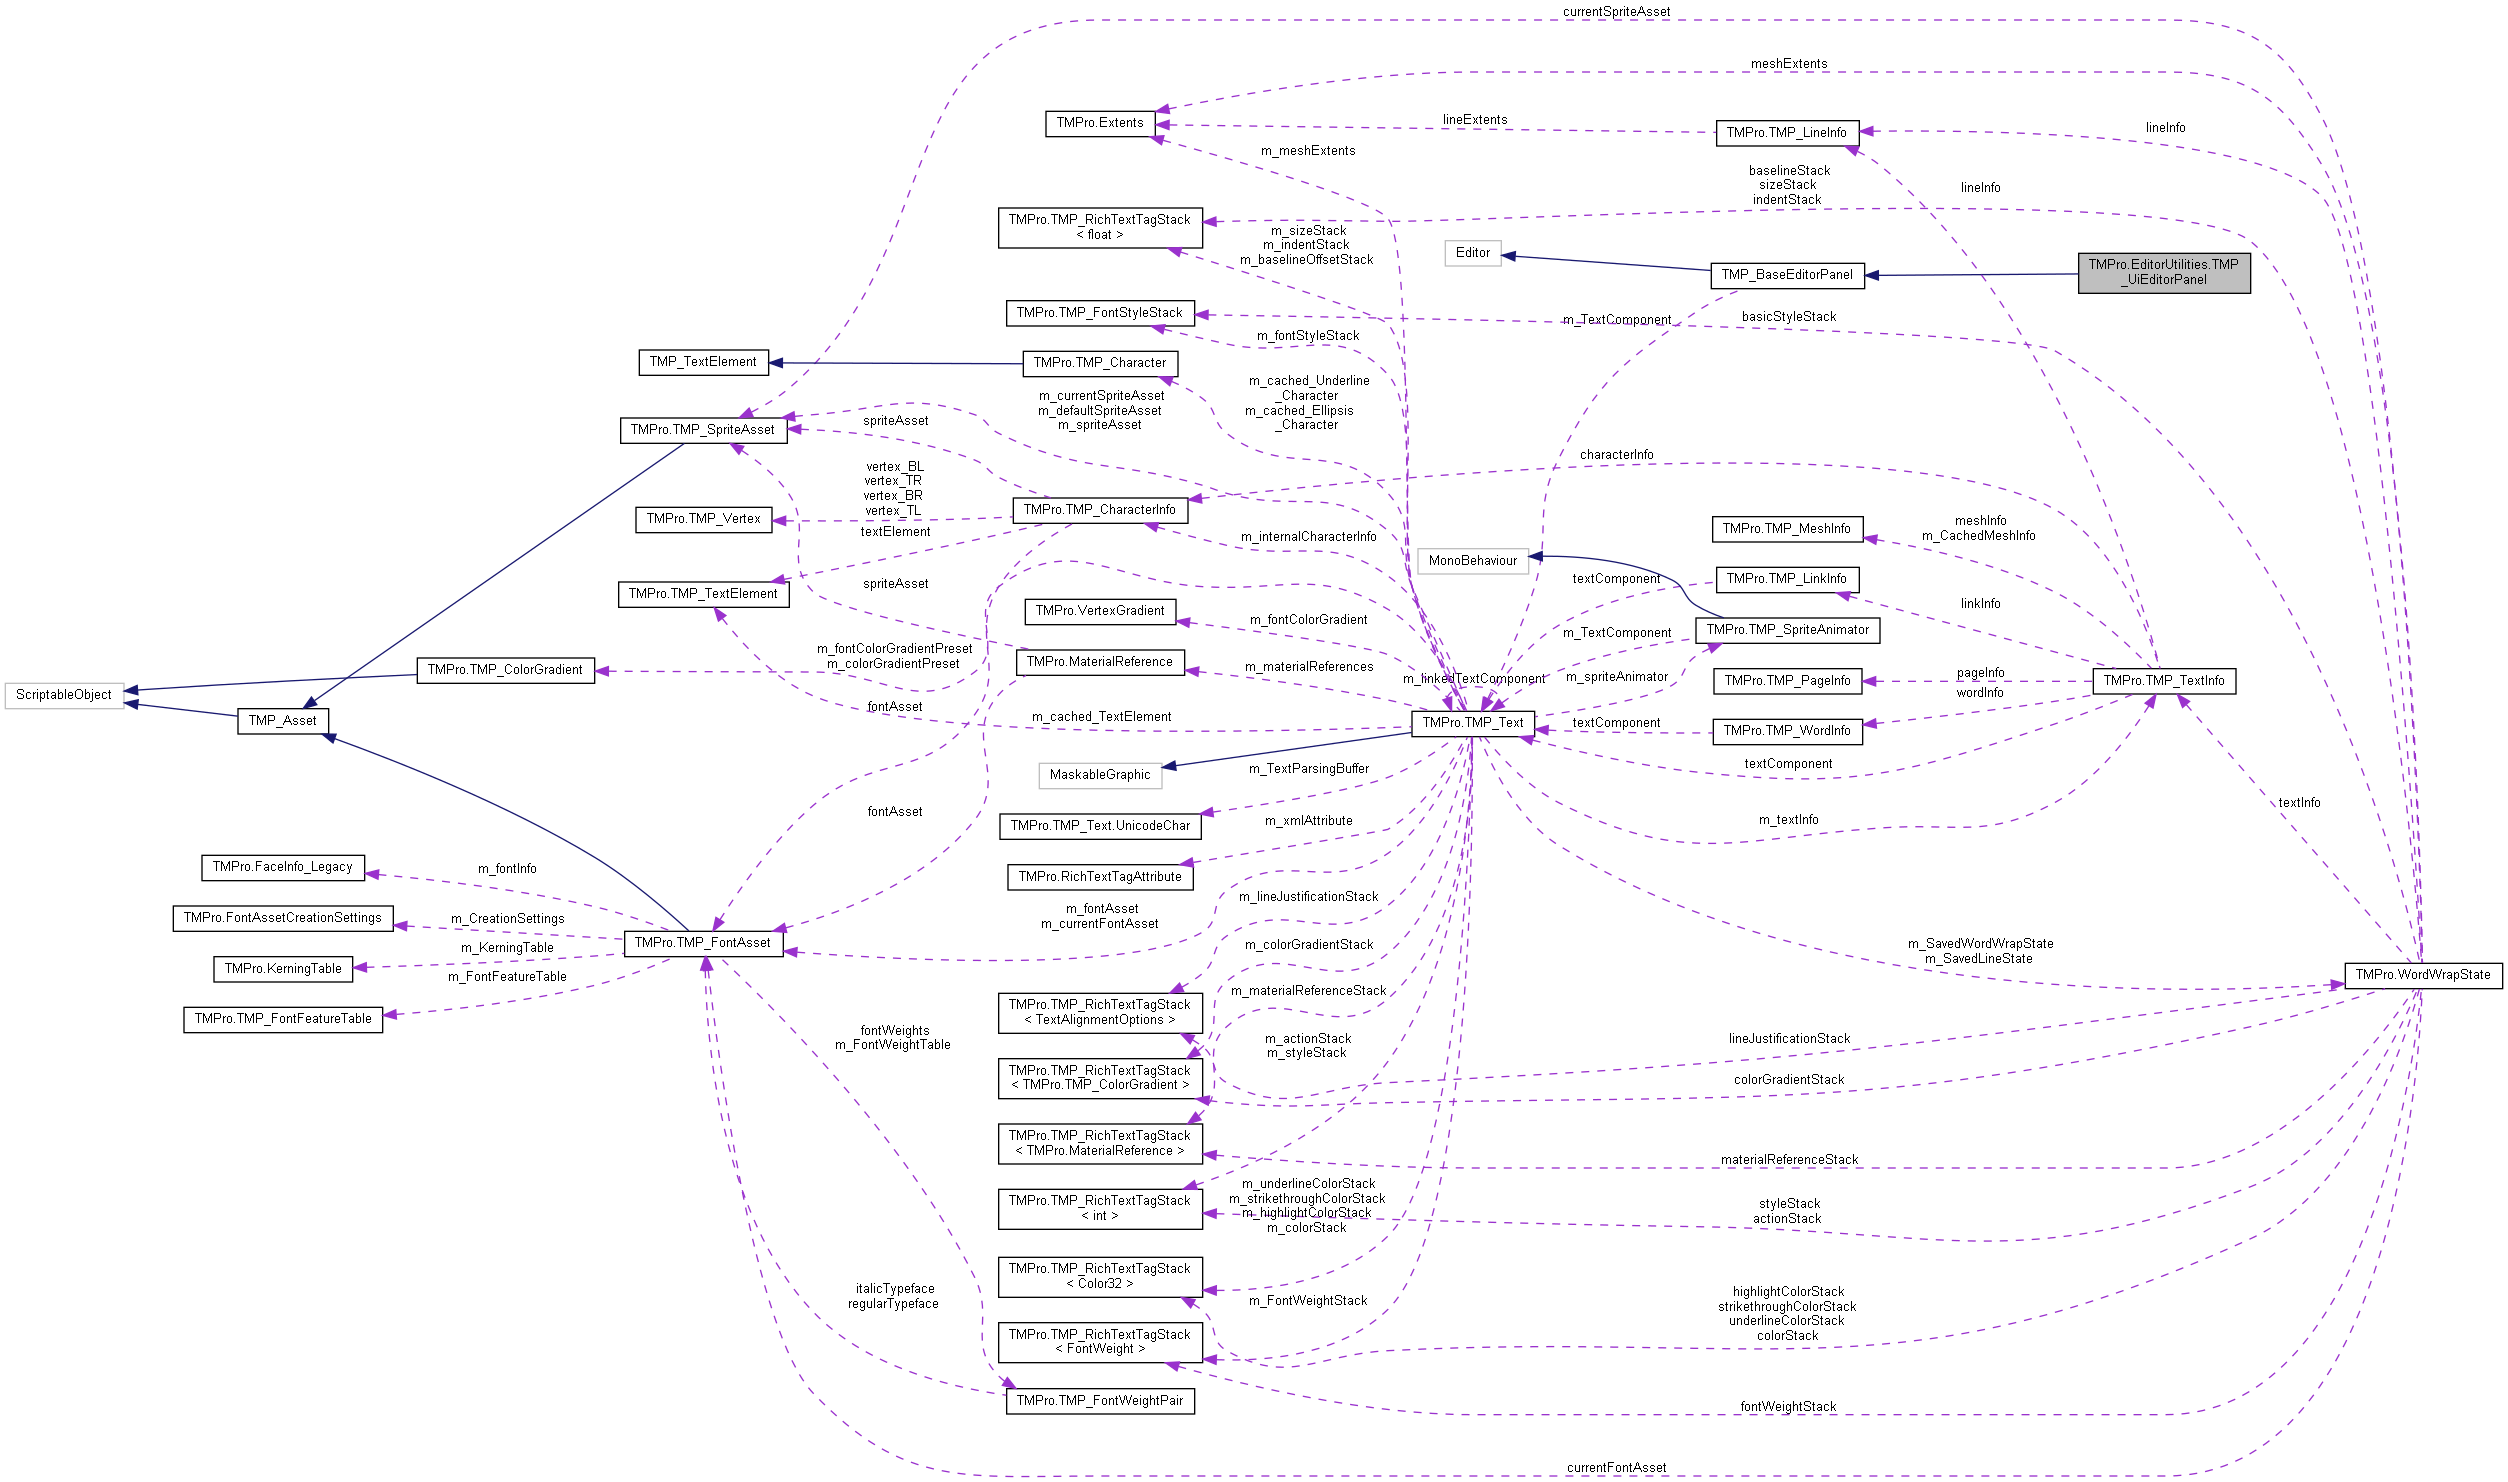 currentSpriteAsset
meshExtents
TMPro.Extents
lineExtents
TMPro.TMP_LineInfo
lineInfo
m_meshExtents
baselineStack
sizeStack
indentStack
lineInfo
TMPro.TMP_RichTextTagStack
< float >
m_sizeStack
m_indentStack
m_baselineOffsetStack
Editor
TMP_BaseEditorPanel
TMPro.EditorUtilities.TMP
_UiEditorPanel
TMPro.TMP_FontStyleStack
m_TextComponent
basicStyleStack
m_fontStyleStack
TMP_TextElement
TMPro.TMP_Character
m_cached_Underline
_Character
m_cached_Ellipsis
_Character
m_currentSpriteAsset
m_defaultSpriteAsset
m_spriteAsset
TMPro.TMP_SpriteAsset
spriteAsset
characterInfo
vertex_BL
vertex_TR
vertex_BR
vertex_TL
TMPro.TMP_CharacterInfo
TMPro.TMP_Vertex
textElement
m_internalCharacterInfo
TMPro.TMP_MeshInfo
meshInfo
m_CachedMeshInfo
MonoBehaviour
textComponent
TMPro.TMP_LinkInfo
spriteAsset
TMPro.TMP_TextElement
linkInfo
TMPro.VertexGradient
m_fontColorGradient
m_TextComponent
TMPro.TMP_SpriteAnimator
m_fontColorGradientPreset
m_colorGradientPreset
TMPro.MaterialReference
m_materialReferences
TMPro.TMP_ColorGradient
m_linkedTextComponent
m_spriteAnimator
TMPro.TMP_PageInfo
pageInfo
TMPro.TMP_TextInfo
ScriptableObject
wordInfo
fontAsset
m_cached_TextElement
TMP_Asset
TMPro.TMP_Text
textComponent
TMPro.TMP_WordInfo
textComponent
MaskableGraphic
m_TextParsingBuffer
textInfo
fontAsset
TMPro.TMP_Text.UnicodeChar
m_xmlAttribute
m_textInfo
TMPro.FaceInfo_Legacy
m_fontInfo
TMPro.RichTextTagAttribute
m_lineJustificationStack
TMPro.FontAssetCreationSettings
m_CreationSettings
m_fontAsset
m_currentFontAsset
TMPro.TMP_FontAsset
m_KerningTable
m_colorGradientStack
m_SavedWordWrapState
m_SavedLineState
TMPro.KerningTable
m_FontFeatureTable
TMPro.WordWrapState
m_materialReferenceStack
TMPro.TMP_RichTextTagStack
< TextAlignmentOptions >
TMPro.TMP_FontFeatureTable
fontWeights
m_FontWeightTable
m_actionStack
m_styleStack
lineJustificationStack
TMPro.TMP_RichTextTagStack
< TMPro.TMP_ColorGradient >
colorGradientStack
TMPro.TMP_RichTextTagStack
< TMPro.MaterialReference >
materialReferenceStack
m_underlineColorStack
m_strikethroughColorStack
m_highlightColorStack
m_colorStack
TMPro.TMP_RichTextTagStack
< int >
styleStack
actionStack
TMPro.TMP_RichTextTagStack
< Color32 >
italicTypeface
regularTypeface
m_FontWeightStack
highlightColorStack
strikethroughColorStack
underlineColorStack
colorStack
TMPro.TMP_RichTextTagStack
< FontWeight >
TMPro.TMP_FontWeightPair
fontWeightStack
currentFontAsset